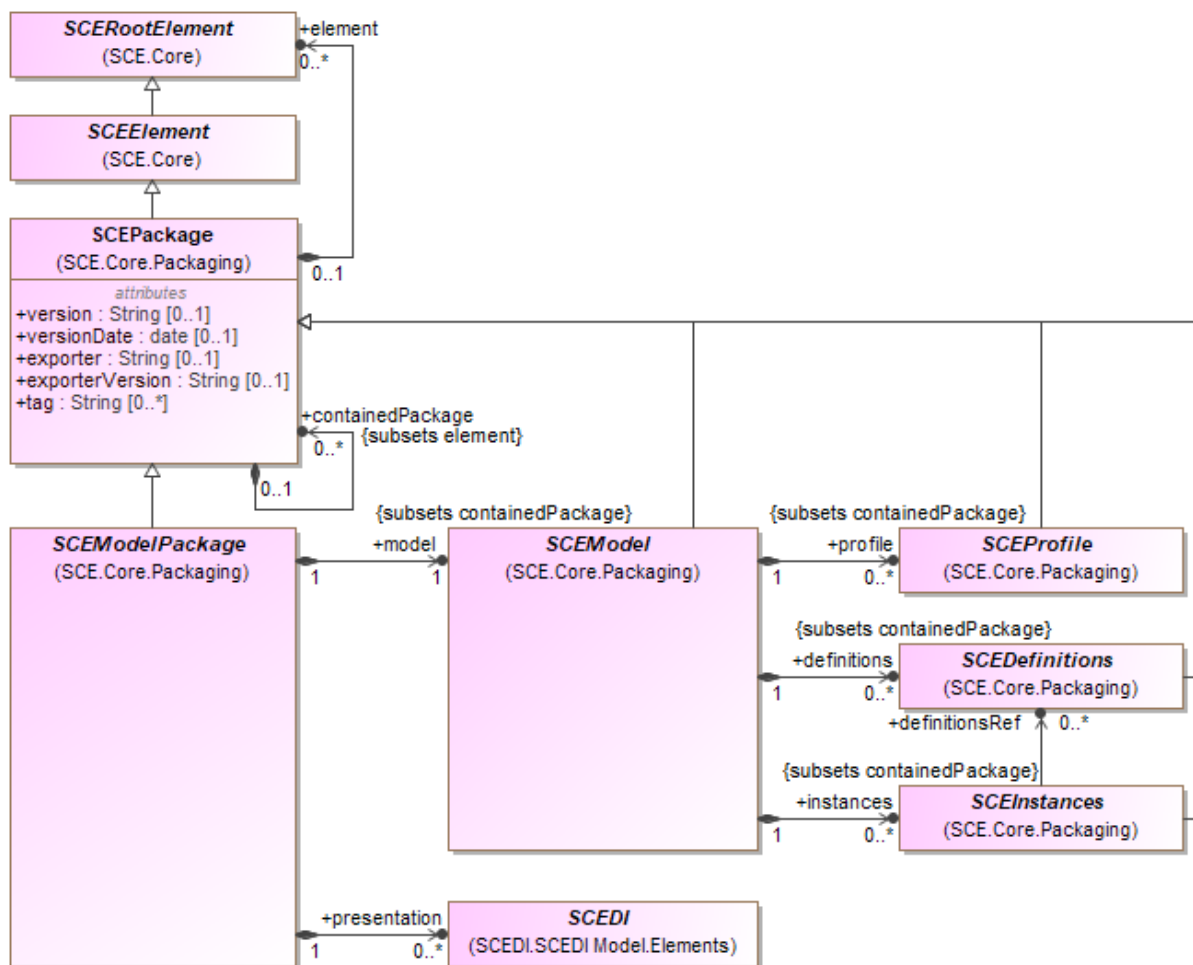 SCERootElement
(SCE.Core)
+element
0..*
SCEElement
(SCE.Core)
SCEPackage
(SCE.Core.Packaging)
0..1
attributes
+version : String [0..1]
+versionDate : date [0..1]
+exporter : String [0..1]
+exporterVersion : String [0..1]
+tag : String [0..*]
+containedPackage
0..*
{subsets element}
0..1
SCEModelPackage
(SCE.Core.Packaging)
{subsets containedPackage}
+model
1
1
SCEModel
(SCE.Core.Packaging)
{subsets containedPackage}
+profile
1
0..*
SCEProfile
(SCE.Core.Packaging)
{subsets containedPackage}
+definitions
1
0..*
SCEDefinitions
(SCE.Core.Packaging)
+definitionsRef
0..*
{subsets containedPackage}
+instances
1
0..*
SCEInstances
(SCE.Core.Packaging)
+presentation
1
0..*
SCEDI
(SCEDI.SCEDI Model.Elements)